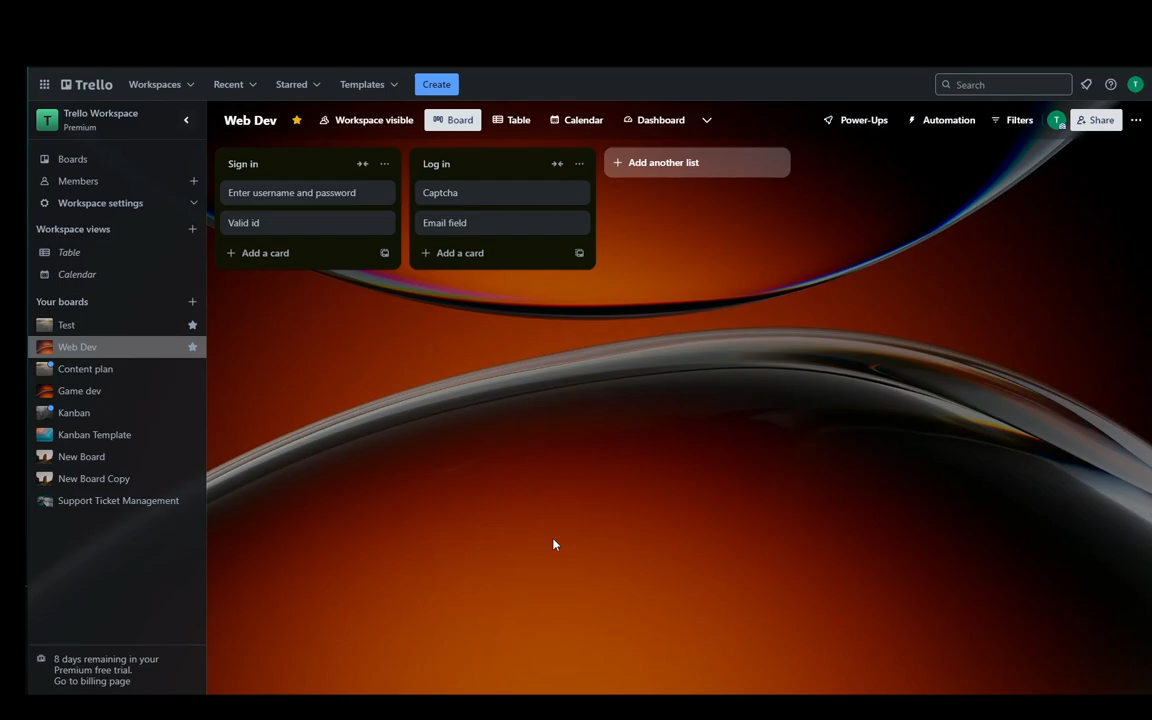 Trello Workspaces Recent Starred Templates Create Search T
T Trello Workspace
Premium
Web Dev Workspace visible Board Table Calendar Dashboard Power-Ups Automation Filters T Share
Boards
Members
Workspace settings
Workspace views
Table
Calendar
Your boards
Test
Web Dev
Content plan
Game dev
Kanban
Kanban Template
New Board
New Board Copy
Support Ticket Management
8 days remaining in your
Premium free trial.
Go to billing page
Sign in
Enter username and password
Valid id
Add a card
Log in
Captcha
Email field
Add a card
Add another list